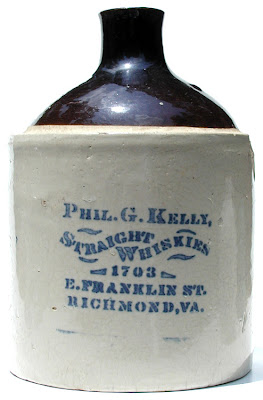 PHIL. G. KELLY,
STRAIGHT
WHISKIES
1703
E. FRANKLIN ST.
RICHMOND, VA.